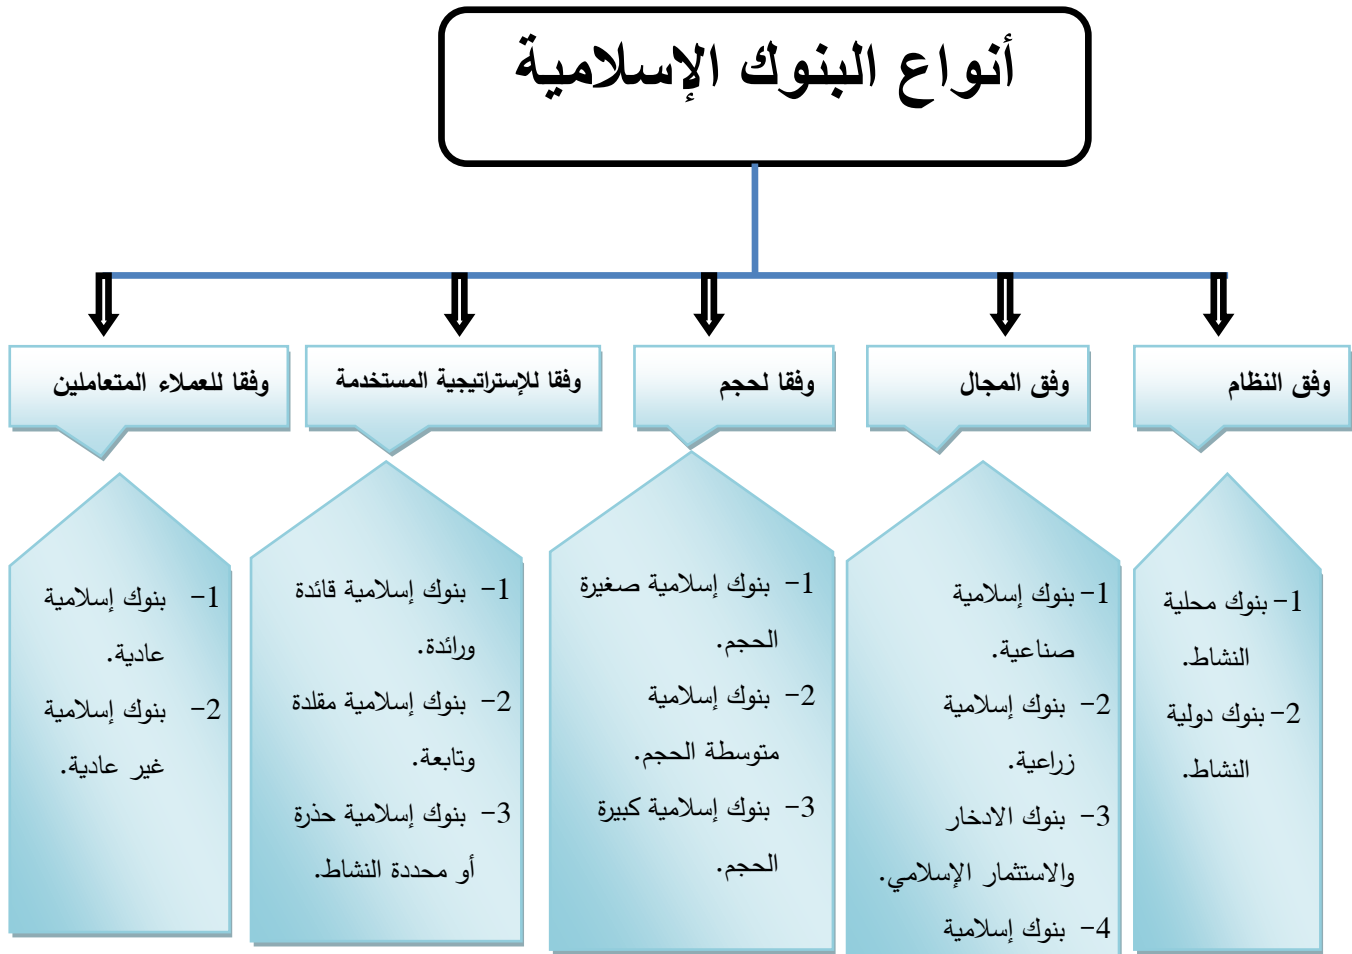 أنواع البنوك الإسلامية
وفق النظام
وفق المجال
وفقا لحجم
وفقا للإستراتيجية المستخدمة
وفقا للعملاء المتعاملين
1- بنوك محلية
النشاط.
2- بنوك دولية
النشاط.
1- بنوك إسلامية
صناعية.
2- بنوك إسلامية
زراعية.
3- بنوك الادخار
والاستثمار الإسلامي.
4- بنوك إسلامية
1- بنوك إسلامية صغيرة
الحجم.
2- بنوك إسلامية
متوسطة الحجم.
3- بنوك إسلامية كبيرة
الحجم.
1- بنوك إسلامية قائدة
ورائدة.
2- بنوك إسلامية مقلدة
وتابعة.
3- بنوك إسلامية حذرة
أو محددة النشاط.
1- بنوك إسلامية
عادية.
2- بنوك إسلامية
غير عادية.